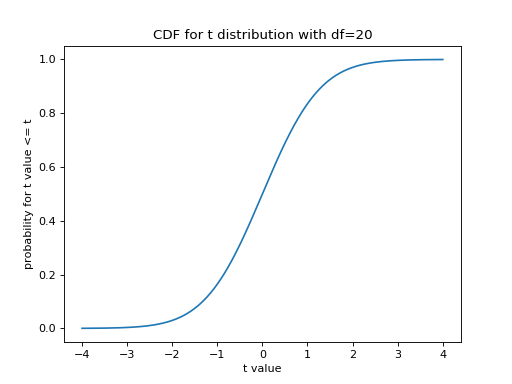 CDF for t distribution with df=20
1.0
0.8
0.6
0.4
0.2
0.0
probability for t value <= t
−4 −3 −2 −1 0 1 2 3 4
t value